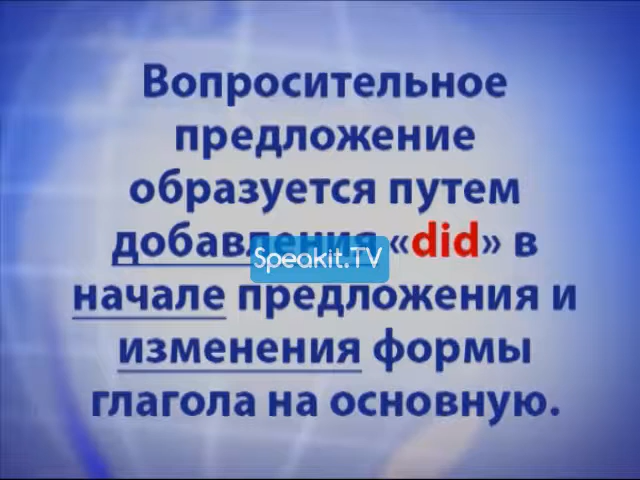 Вопросительное
предложение
образуется путем
добавления «did» в
Speakit.TV
начале предложения и
изменения формы
глагола на основную.